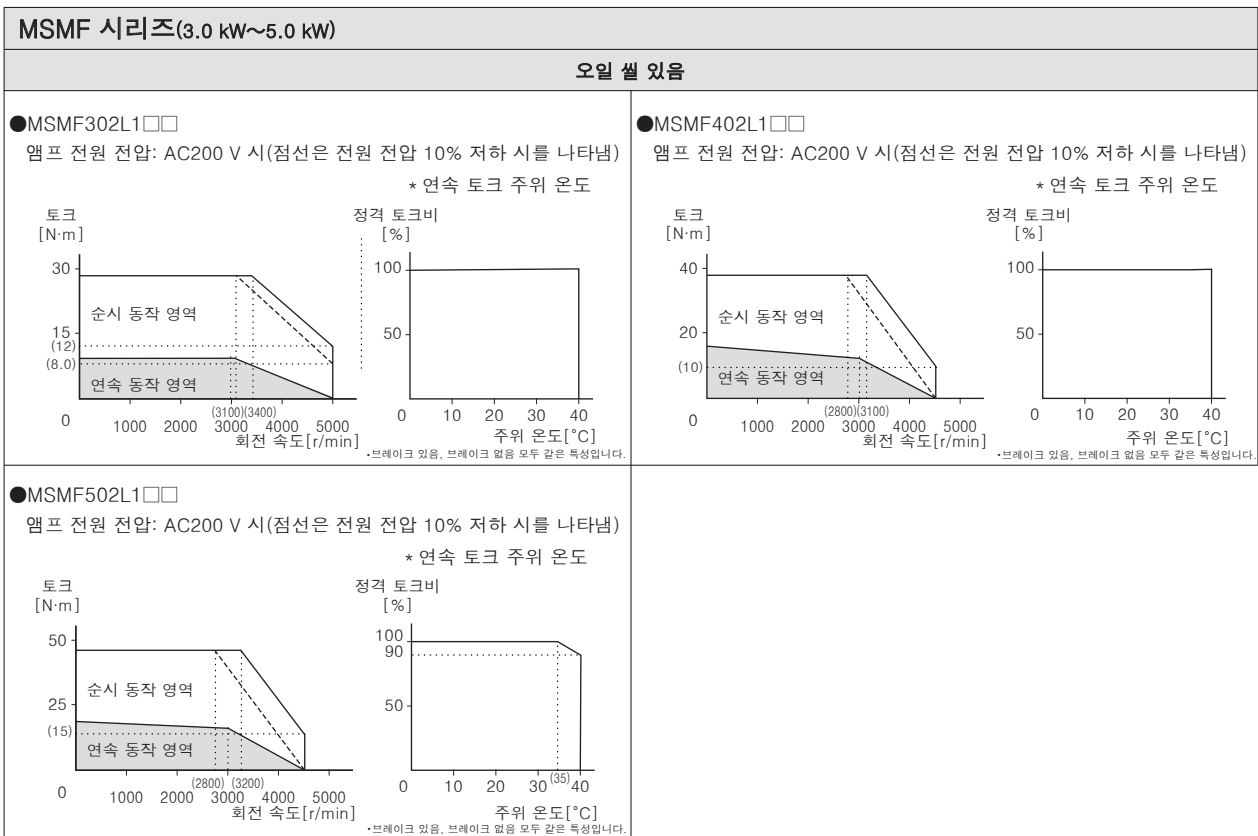 MSMF 시리즈(3.0 kW~5.0 kW)
오일 씰 있음
●MSMF302L1□□
앰프 전원 전압: AC200 V 시(점선은 전원 전압 10% 저하 시를 나타냄)
* 연속 토크 주위 온도
토크
[N·m]
30
15
(12)
(8.0)
순시 동작 영역
연속 동작 영역
(3100)(3400)
0 1000 2000 3000 4000 5000
회전 속도[r/min]
정격 토크비
[%]
100
50
0 10 20 30 40
주위 온도[°C]
•브레이크 있음, 브레이크 없음 모두 같은 특성입니다.
●MSMF402L1□□
앰프 전원 전압: AC200 V 시(점선은 전원 전압 10% 저하 시를 나타냄)
* 연속 토크 주위 온도
토크
[N·m]
40
20
(10)
순시 동작 영역
연속 동작 영역
(2800)(3100)
0 1000 2000 3000 4000 5000
회전 속도[r/min]
정격 토크비
[%]
100
50
0 10 20 30 40
주위 온도[°C]
•브레이크 있음, 브레이크 없음 모두 같은 특성입니다.
●MSMF502L1□□
앰프 전원 전압: AC200 V 시(점선은 전원 전압 10% 저하 시를 나타냄)
* 연속 토크 주위 온도
토크
[N·m]
50
25
(15)
순시 동작 영역
연속 동작 영역
(2800) (3200)
0 1000 2000 3000 4000 5000
회전 속도[r/min]
정격 토크비
[%]
100
90
50
(35)
0 10 20 30 40
주위 온도[°C]
•브레이크 있음, 브레이크 없음 모두 같은 특성입니다.